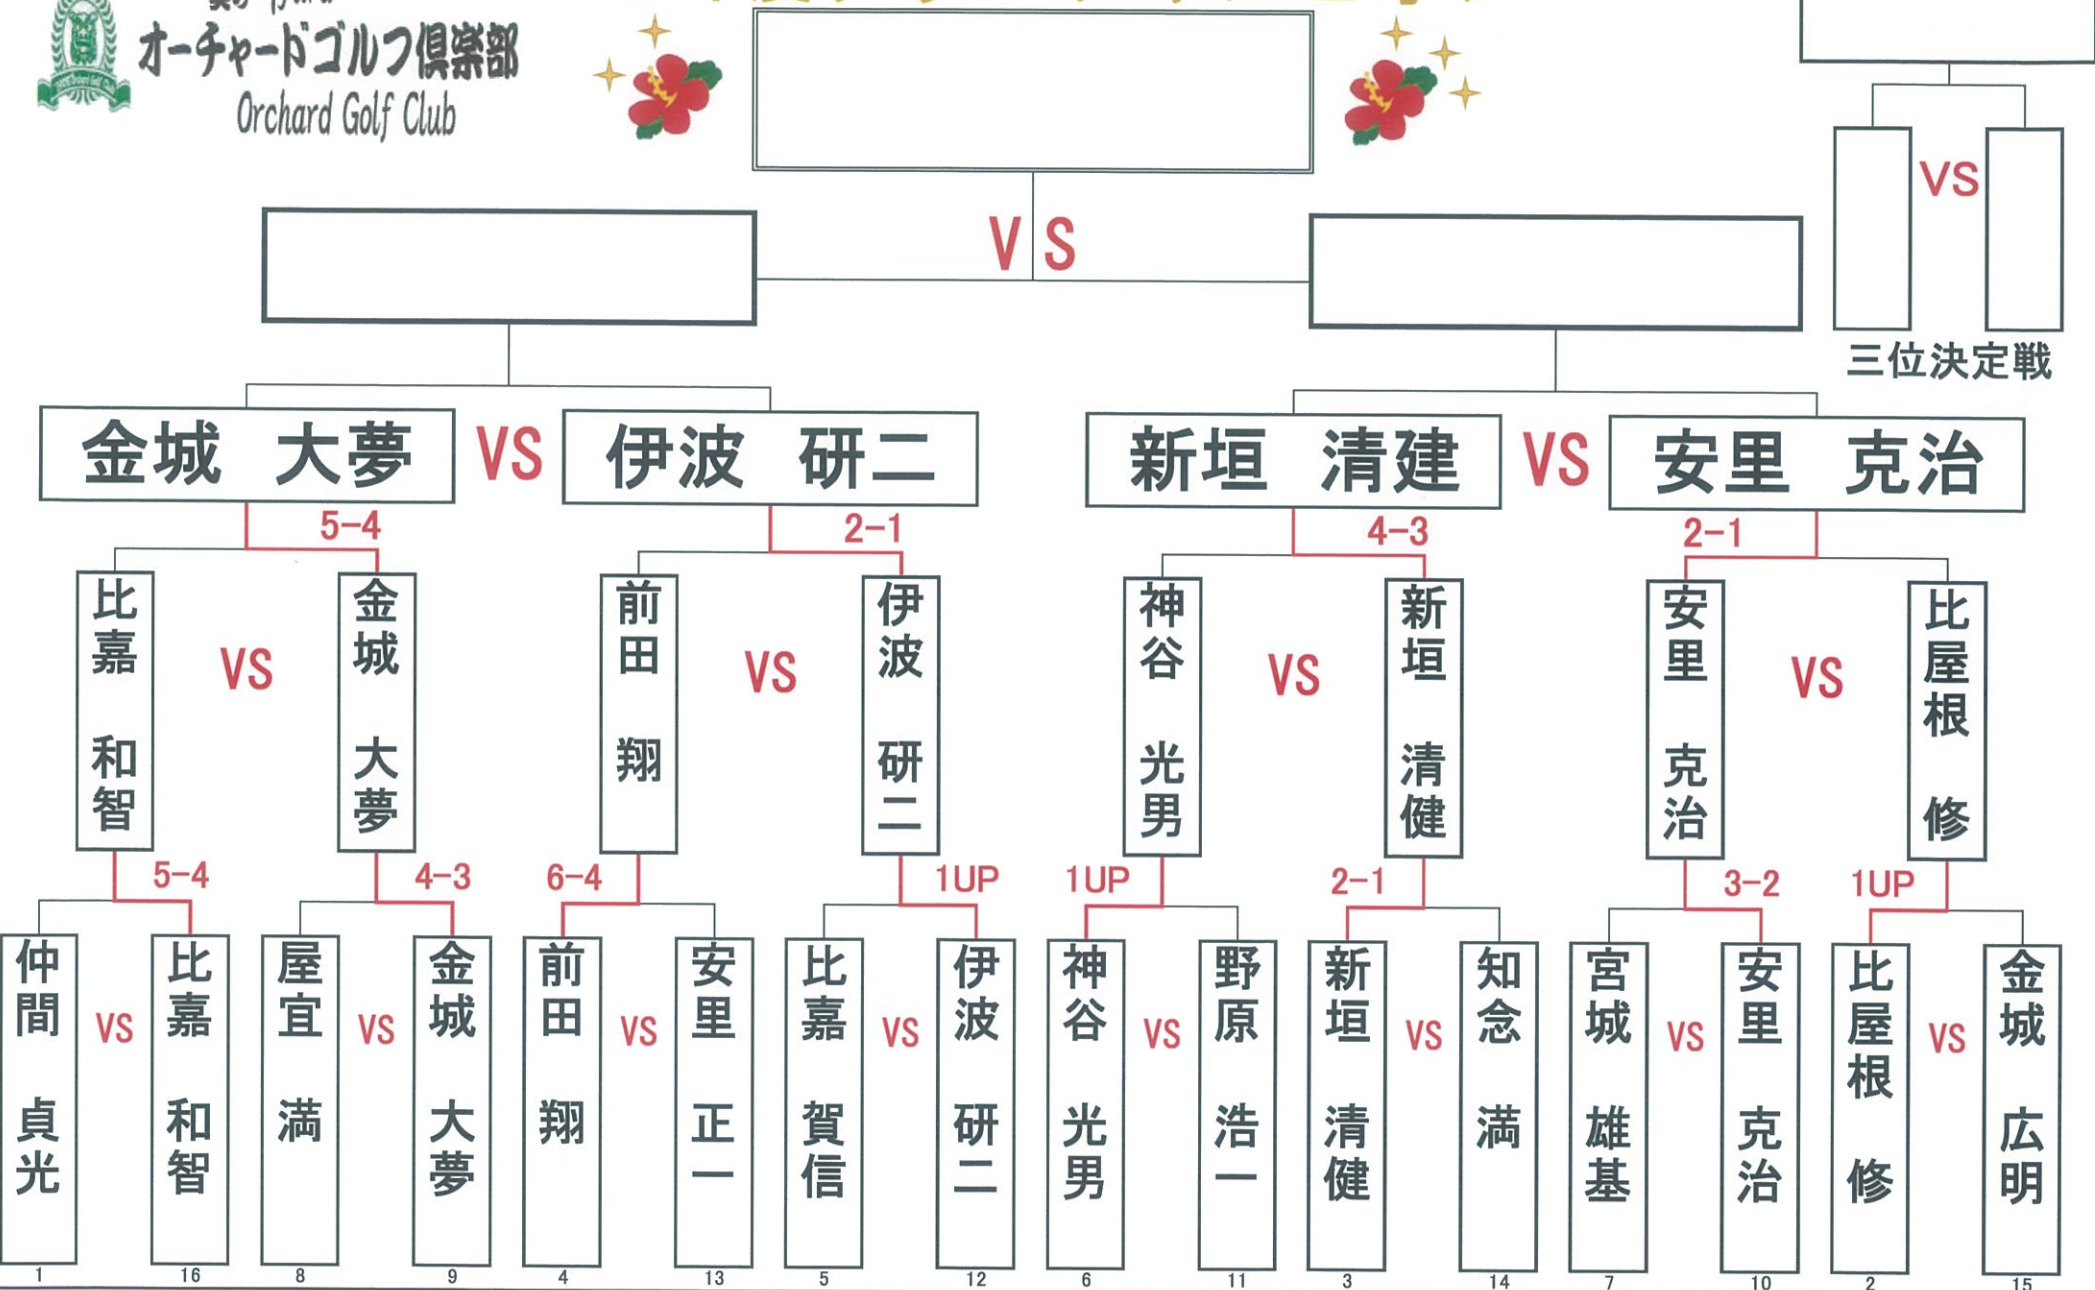 オーチャードゴルフ倶楽部
Orchard Golf Club
VS
VS
三位決定戦
金城 大夢
VS
伊波 研二
新垣 清建
VS
安里 克治
5-4
2-1
4-3
2-1
比嘉 和智
VS
金城 大夢
前田 翔
VS
伊波 研二
神谷 光男
VS
新垣 清健
安里 克治
VS
比屋根 修
5-4
4-3
6-4
1UP
1UP
2-1
3-2
1UP
仲間 貞光
VS
比嘉 和智
屋宜 満
VS
金城 大夢
前田 翔
VS
安里 正一
比嘉 賀信
VS
伊波 研二
神谷 光男
VS
野原 浩一
新垣 清健
VS
知念 満
宮城 雄基
VS
安里 克治
比屋根 修
VS
金城 広明
1
16
8
9
4
13
5
12
6
11
3
14
7
10
2
15